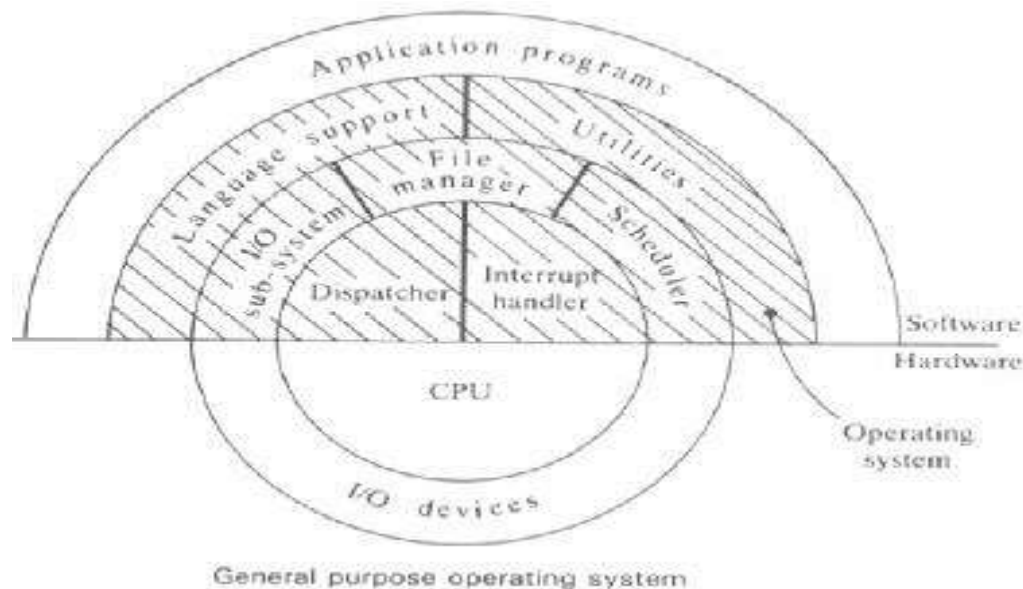 Application programs
Language support
Utilities
File
manager
I/O
sub-system
Scheduler
Dispatcher
Interrupt
handler
Software
Hardware
CPU
Operating
system
I/O devices
General purpose operating system